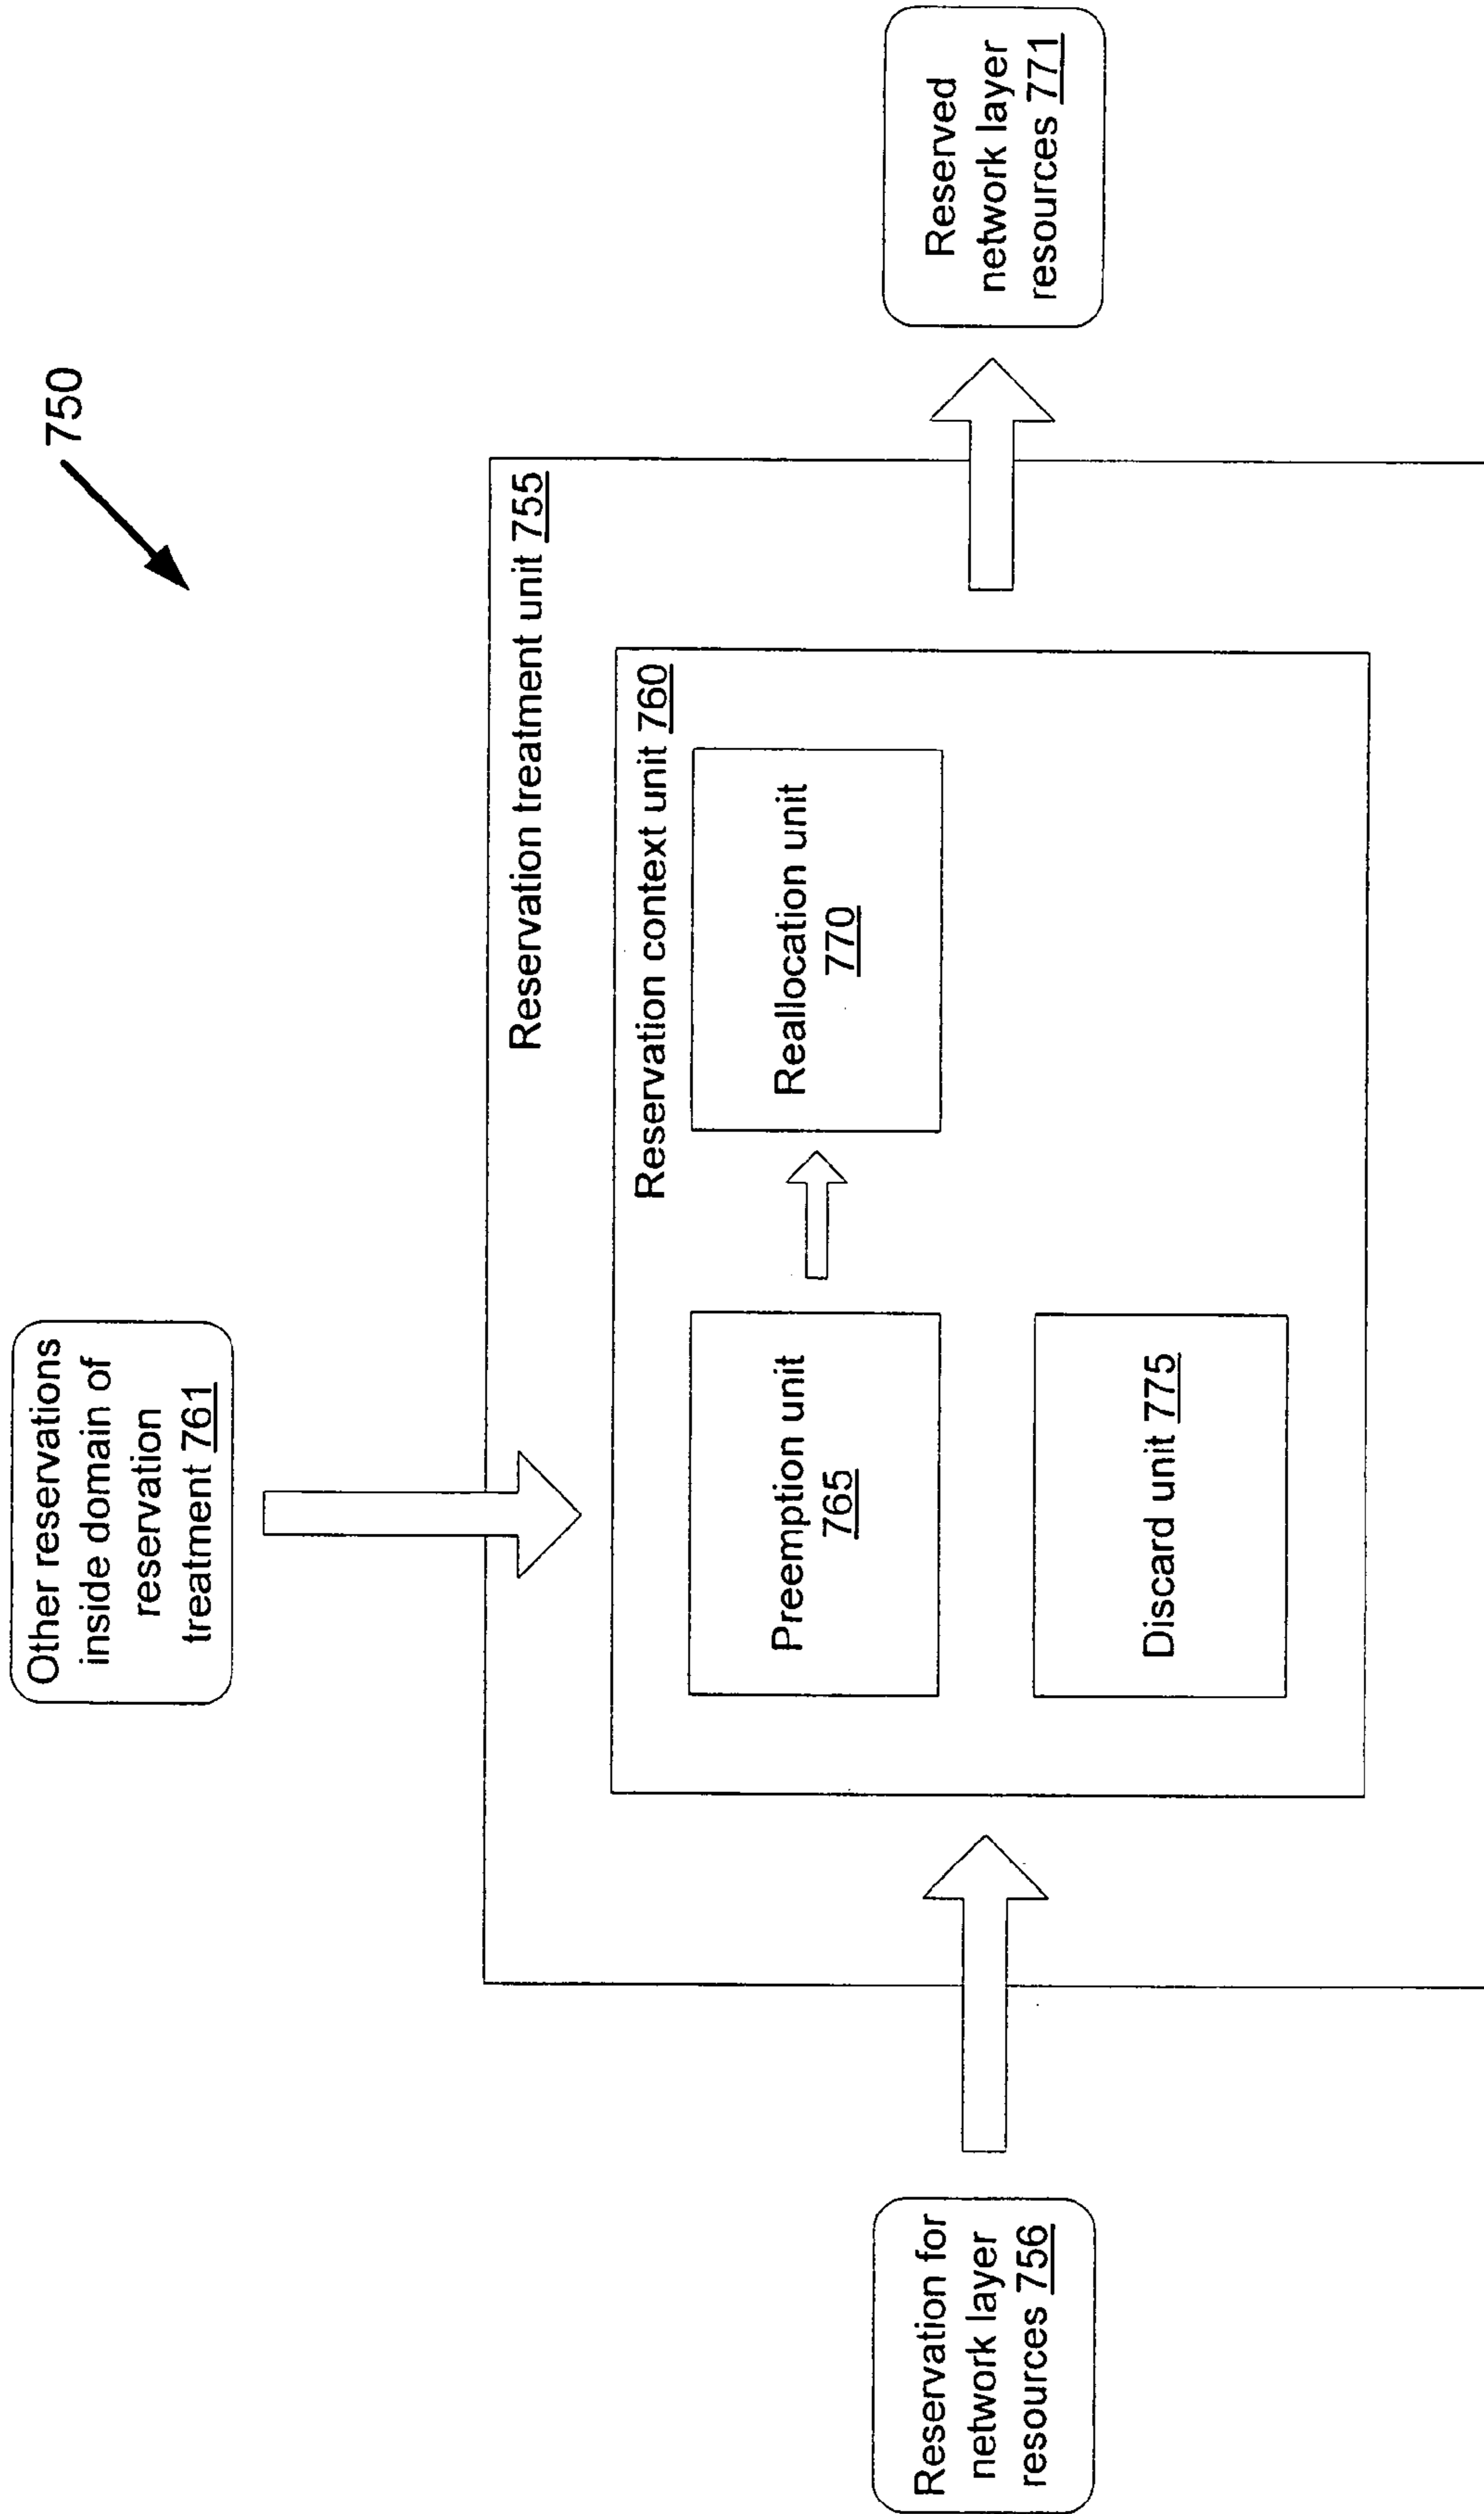 750
Other reservations
inside domain of
reservation
treatment 761
Reservation treatment unit 755
Reservation context unit 760
Preemption unit
765
Reallocation unit
770
Discard unit 775
Reservation for
network layer
resources 756
Reserved
network layer
resources 771